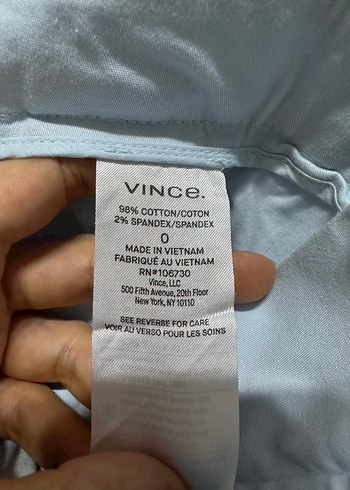 VINCE.
98% COTTON/COTON
2% SPANDEX/SPANDEX
0
MADE IN VIETNAM
FABRIQUÉ AU VIETNAM
RN#106730
Vince, LLC
500 Fifth Avenue, 20th Floor
New York, NY 10110
SEE REVERSE FOR CARE
VOIR AU VERSO POUR LES SOINS